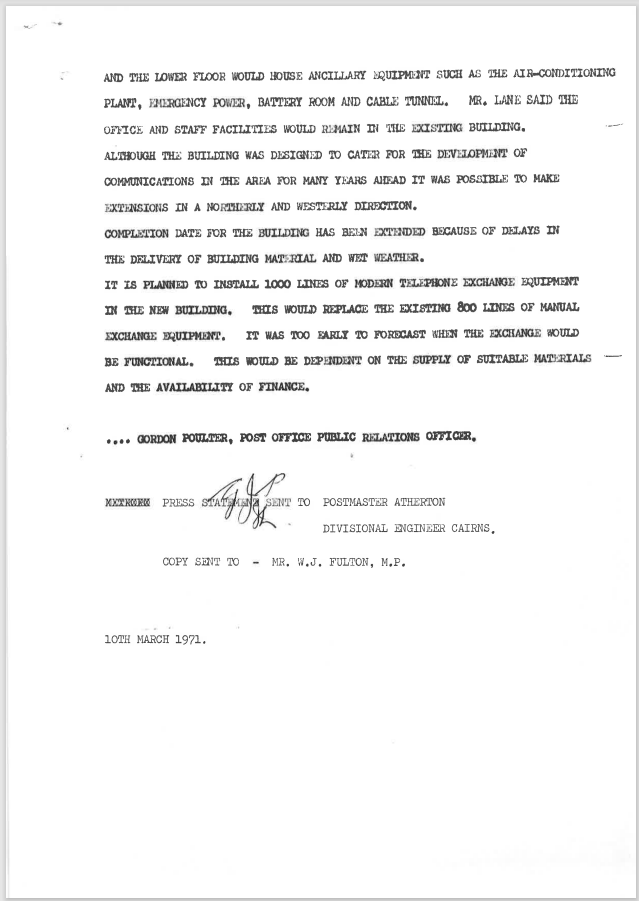 AND THE LOWER FLOOR WOULD HOUSE ANCILLARY EQUIPMENT SUCH AS THE AIR-CONDITIONING
PLANT, EMERGENCY POWER, BATTERY ROOM AND CABLE TUNNEL. MR. LANE SAID THE
OFFICE AND STAFF FACILITIES WOULD REMAIN IN THE EXISTING BUILDING.
ALTHOUGH THE BUILDING WAS DESIGNED TO CATER FOR THE DEVELOPMENT OF
COMMUNICATIONS IN THE AREA FOR MANY YEARS AHEAD IT WAS POSSIBLE TO MAKE
EXTENSIONS IN A NORTHERLY AND WESTERLY DIRECTION.
COMPLETION DATE FOR THE BUILDING HAS BEEN EXTENDED BECAUSE OF DELAYS IN
THE DELIVERY OF BUILDING MATERIAL AND WET WEATHER.
IT IS PLANNED TO INSTALL 1000 LINES OF MODERN TELEPHONE EXCHANGE EQUIPMENT
IN THE NEW BUILDING. THIS WOULD REPLACE THE EXISTING 800 LINES OF MANUAL
EXCHANGE EQUIPMENT. IT WAS TOO EARLY TO FORECAST WHEN THE EXCHANGE WOULD
BE FUNCTIONAL. THIS WOULD BE DEPENDENT ON THE SUPPLY OF SUITABLE MATERIALS
AND THE AVAILABILITY OF FINANCE.
.... GORDON POULTER, POST OFFICE PUBLIC RELATIONS OFFICER.
PRESS STATEMENT SENT TO POSTMASTER ATHERTON
DIVISIONAL ENGINEER CAIRNS.
COPY SENT TO - MR. W.J. FULTON, M.P.
10TH MARCH 1971.